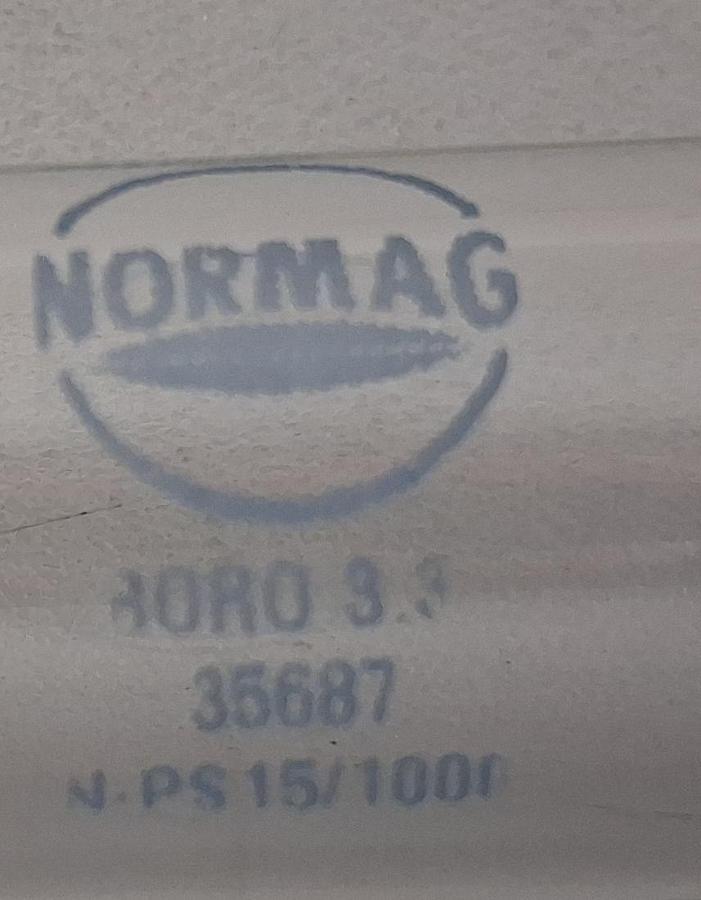 NORMAG
BORO 3.3
35687
N-PS 15/1000